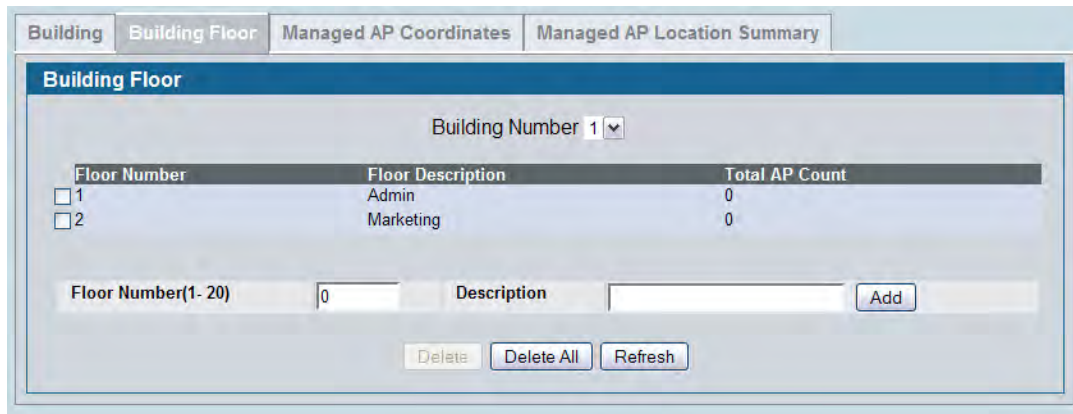 Building Building Floor Managed AP Coordinates Managed AP Location Summary
Building Floor
Building Number 1
Floor Number Floor Description Total AP Count
1 Admin 0
2 Marketing 0
Floor Number(1- 20) 0 Description Add
Delete Delete All Refresh